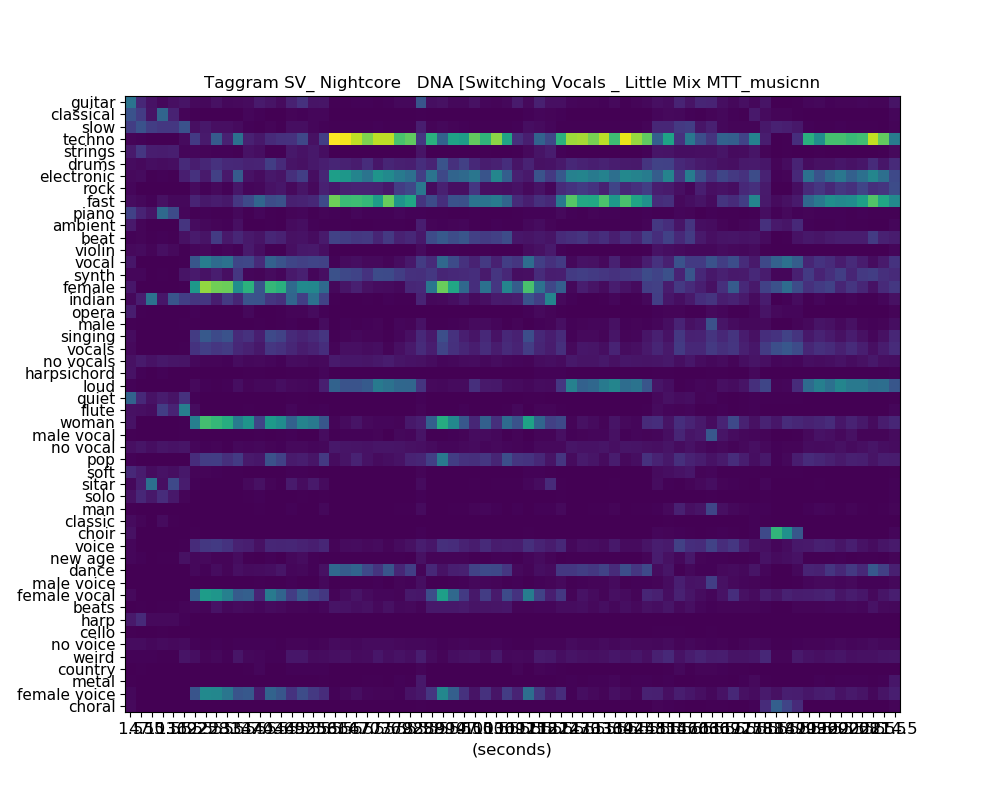 Taggram SV_ Nightcore   DNA [Switching Vocals _ Little Mix MTT_musicnn
guitar
classical
slow
techno
strings
drums
electronic
rock
fast
piano
ambient
beat
violin
vocal
synth
female
indian
opera
male
singing
vocals
no vocals
harpsichord
loud
quiet
flute
woman
male vocal
no vocal
pop
soft
sitar
solo
man
classic
choir
voice
new age
dance
male voice
female vocal
beats
harp
cello
no voice
weird
country
metal
female voice
choral
(seconds)